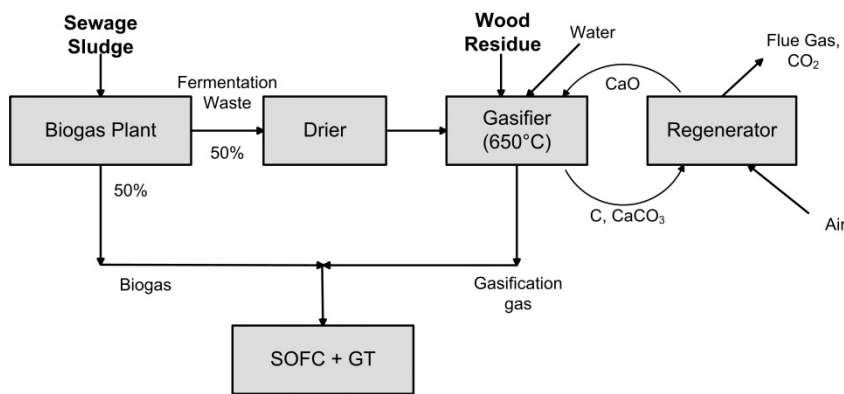 Sewage
Sludge
Wood
Residue
Water
Flue Gas,
CO₂
Fermentation
Waste
CaO
Biogas Plant
Drier
Gasifier
(650°C)
Regenerator
50%
50%
C, CaCO₃
Air
Biogas
Gasification
gas
SOFC + GT